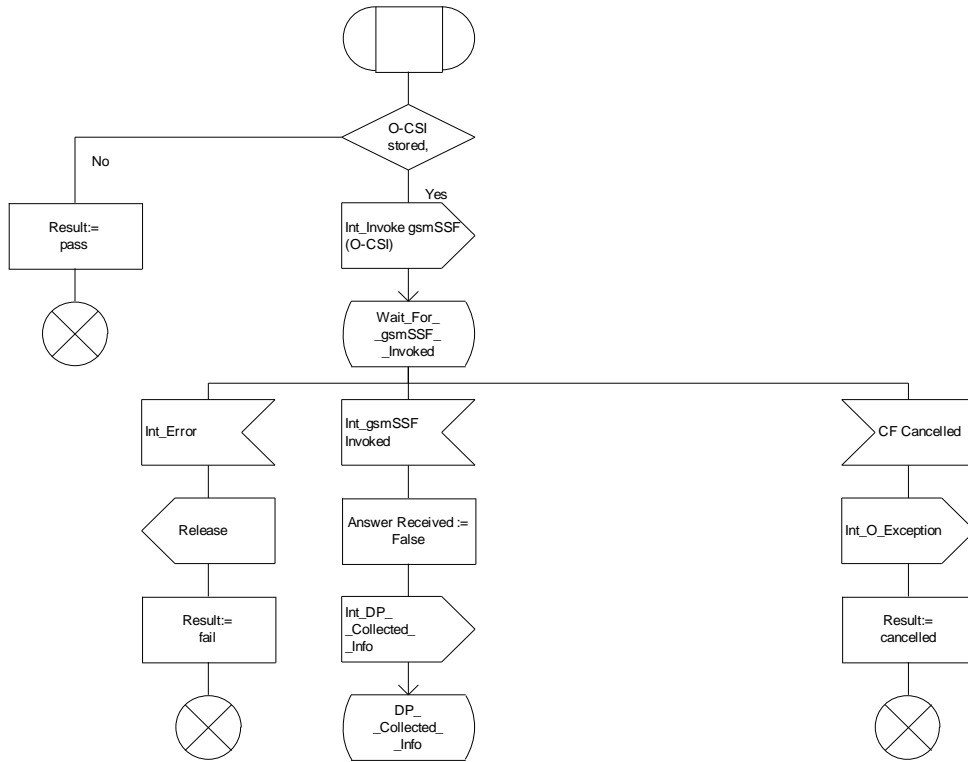 O-CSI
stored,
No
Yes
Result:=
pass
Int_Invoke gsmSSF
(O-CSI)
Wait_For_
_gsmSSF_
_Invoked
Int_Error
Int_gsmSSF
Invoked
CF Cancelled
Release
Answer Received :=
False
Int_O_Exception
Result:=
fail
Int_DP_
_Collected_
_Info
Result:=
cancelled
DP_
_Collected_
_Info